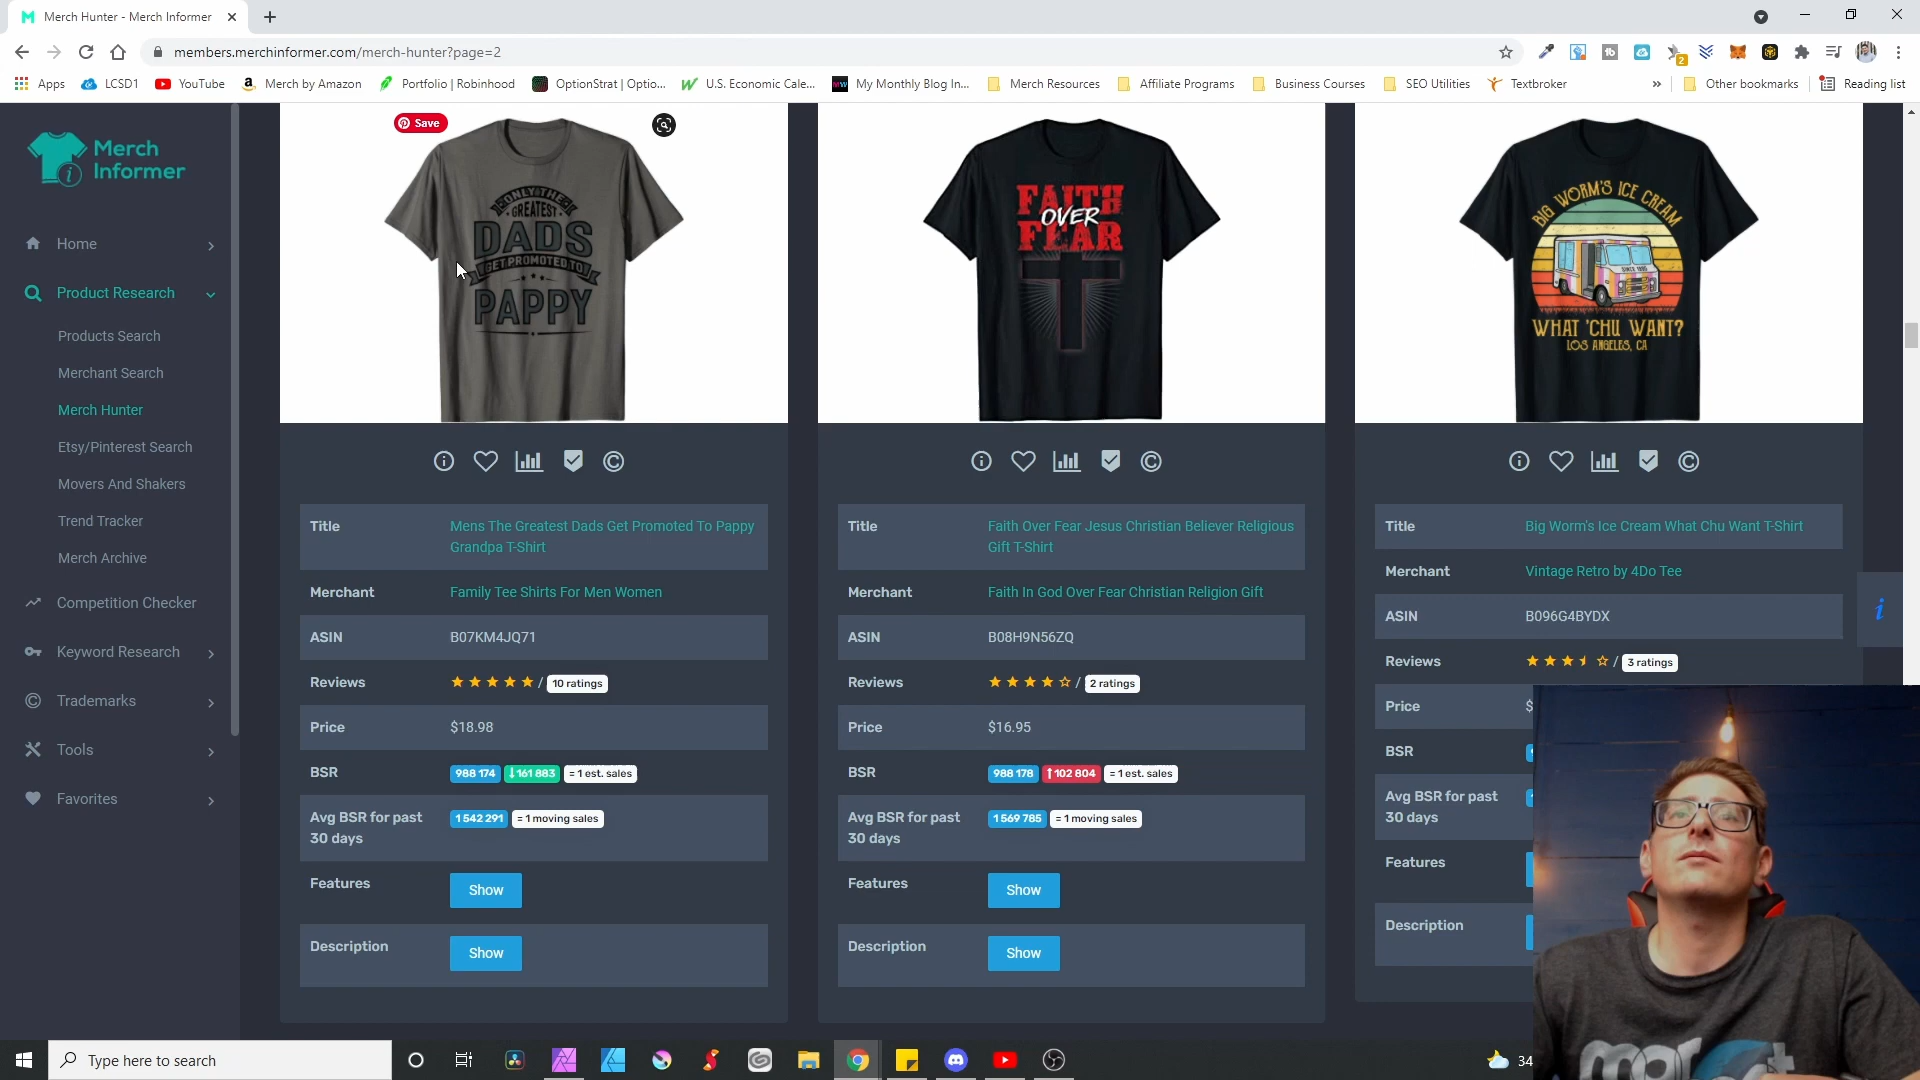 Merch Hunter - Merch Informer
members.merchinformer.com/merch-hunter?page=2
2
Apps
LCSD1
YouTube
Merch by Amazon
Portfolio | Robinhood
OptionStrat | Optio...
U.S. Economic Cale...
My Monthly Blog In...
Merch Resources
Affiliate Programs
Business Courses
SEO Utilities
Textbroker
Other bookmarks
Reading list
Merch
Informer
Home
Product Research
Products Search
Merchant Search
Merch Hunter
Etsy/Pinterest Search
Movers And Shakers
Trend Tracker
Merch Archive
Competition Checker
Keyword Research
Trademarks
Tools
Favorites
Save
ONLY THE
GREATEST
DADS
GET PROMOTED TO
PAPPY
Title
Mens The Greatest Dads Get Promoted To Pappy
Grandpa T-Shirt
Merchant
Family Tee Shirts For Men Women
ASIN
B07KM4JQ71
Reviews
/ 10 ratings
Price
$18.98
BSR
988 174 161 883 = 1 est. sales
Avg BSR for past
30 days
1 542 291 = 1 moving sales
Features
Show
Description
Show
FAITH
OVER
FEAR
Title
Faith Over Fear Jesus Christian Believer Religious
Gift T-Shirt
Merchant
Faith In God Over Fear Christian Religion Gift
ASIN
B08H9N56ZQ
Reviews
/ 2 ratings
Price
$16.95
BSR
988 178 102 804 = 1 est. sales
Avg BSR for past
30 days
1 569 785 = 1 moving sales
Features
Show
Description
Show
BIG WORM'S ICE CREAM
SINCE 1995
WHAT 'CHU WANT?
LOS ANGELES, CA
Title
Big Worm's Ice Cream What Chu Want T-Shirt
Merchant
Vintage Retro by 4Do Tee
ASIN
B096G4BYDX
Reviews
/ 3 ratings
Price
$
BSR
Avg BSR for past
30 days
Features
Description
i
Type here to search
34